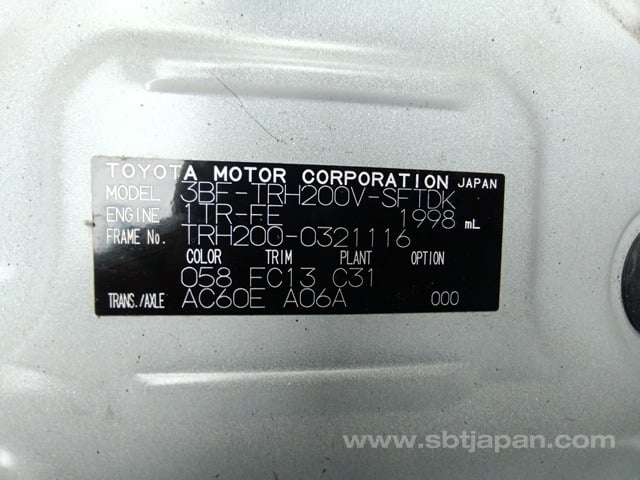 TOYOTA MOTOR CORPORATION JAPAN
MODEL 3BF-TRH200V-SFTDK
ENGINE 1TR-FE 1998 mL
FRAME No. TRH200-0321116
COLOR TRIM PLANT OPTION
058 FC13 C31
TRANS./AXLE AC60E A06A 000
www.sbtjapan.com